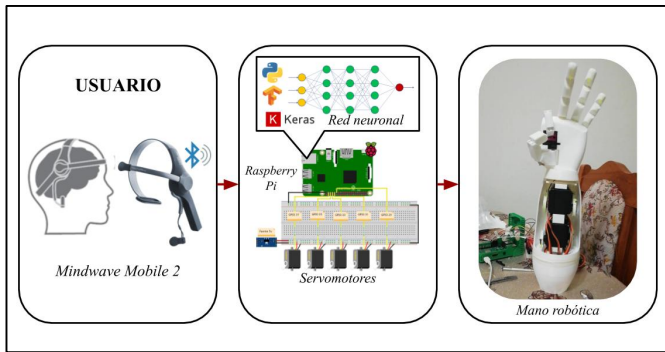 USUARIO
Mindwave Mobile 2
Keras
Red neuronal
Raspberry
Pi
Servomotores
Mano robótica